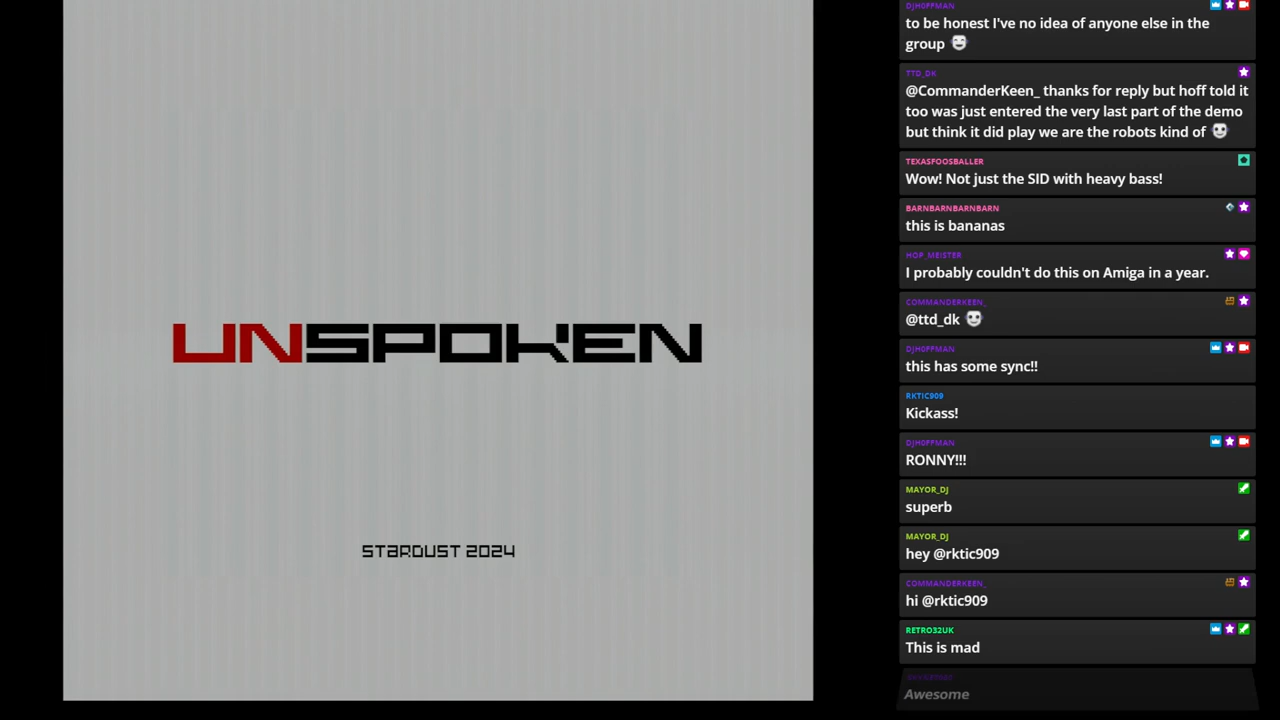 UNSPOKEN
STARDUST 2024
DJH0FFMAN
to be honest I've no idea of anyone else in the
group
TTD_DK
@CommanderKeen_ thanks for reply but hoff told it
too was just entered the very last part of the demo
but think it did play we are the robots kind of
TEXASFOOSBALLER
Wow! Not just the SID with heavy bass!
BARNBARNBARNBARN
this is bananas
HOP_MEISTER
I probably couldn't do this on Amiga in a year.
COMMANDERKEEN_
@ttd_dk
DJH0FFMAN
this has some sync!!
RKTIC909
Kickass!
DJH0FFMAN
RONNY!!!
MAYOR_DJ
superb
MAYOR_DJ
hey @rktic909
COMMANDERKEEN_
hi @rktic909
RETRO32UK
This is mad
Awesome